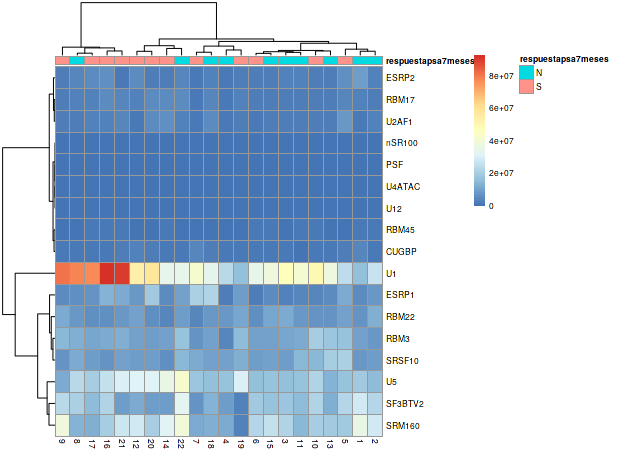 respuestapsa7meses
ESRP2
RBM17
U2AF1
nSR100
PSF
U4ATAC
U12
RBM45
CUGBP
U1
ESRP1
RBM22
RBM3
SRSF10
U5
SF3BTV2
SRM160
9 8 17 16 21 12 20 14 22 7 18 4 19 6 15 3 11 10 13 5 1 2
8e+07
6e+07
4e+07
2e+07
0
respuestapsa7meses
N
S